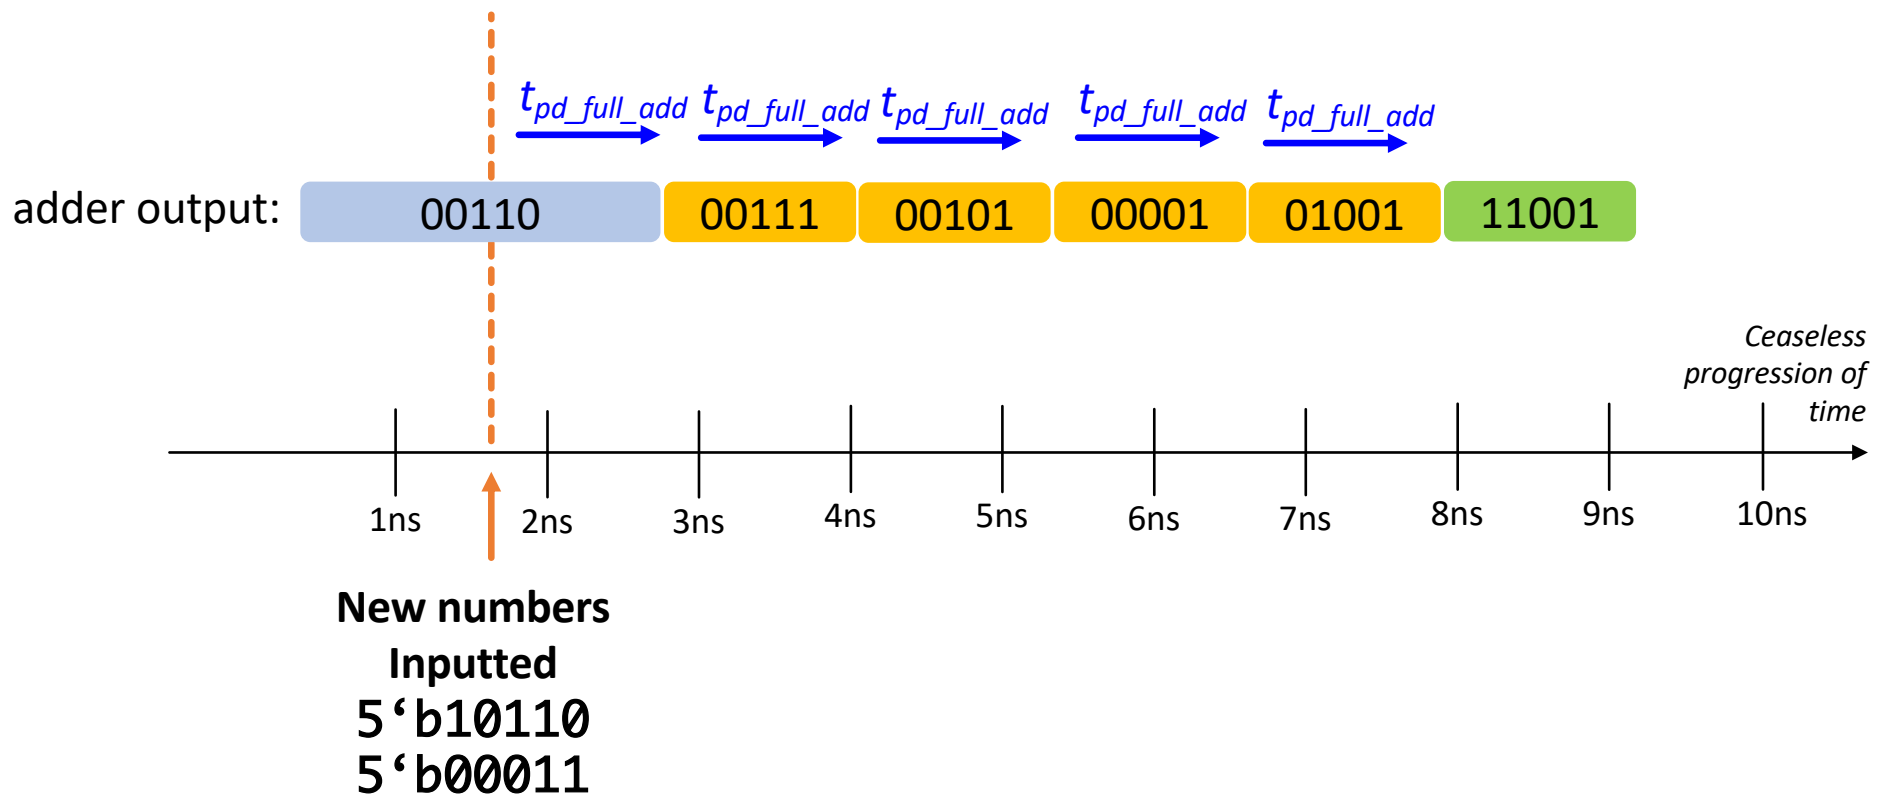 t_pd_full_add t_pd_full_add t_pd_full_add t_pd_full_add t_pd_full_add
adder output: 00110 00111 00101 00001 01001 11001
Ceaseless
progression of
time
1ns 2ns 3ns 4ns 5ns 6ns 7ns 8ns 9ns 10ns
New numbers
Inputted
5‘b10110
5‘b00011